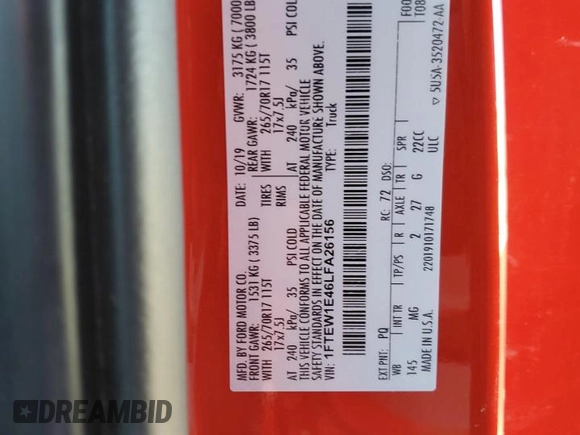 MFD. BY FORD MOTOR CO.
DATE: 10/19 GVWR: 3175 KG ( 7000
FRONT GAWR: 1531 KG ( 3375 LB) REAR GAWR: 1724 KG ( 3800 LB
WITH 265/70R17 115T TIRES WITH 265/70R17 115T
17x7.5J RIMS 17x7.5J
AT 240 kPa/ 35 PSI COLD AT 240 kPa/ 35 PSI COLD
THIS VEHICLE CONFORMS TO ALL APPLICABLE FEDERAL MOTOR VEHICLE
SAFETY STANDARDS IN EFFECT ON THE DATE OF MANUFACTURE SHOWN ABOVE.
VIN: 1FTEW1E46LFA26156 TYPE: Truck
EXT PNT: PQ RC: 72 DSO: F00
WB INT TR TP/PS R AXLE TR SPR T08
145 MG 2 27 G 22CC
MADE IN U.S.A. 2201910171748 ULC
5U5A-3520472-AA
DREAMBID